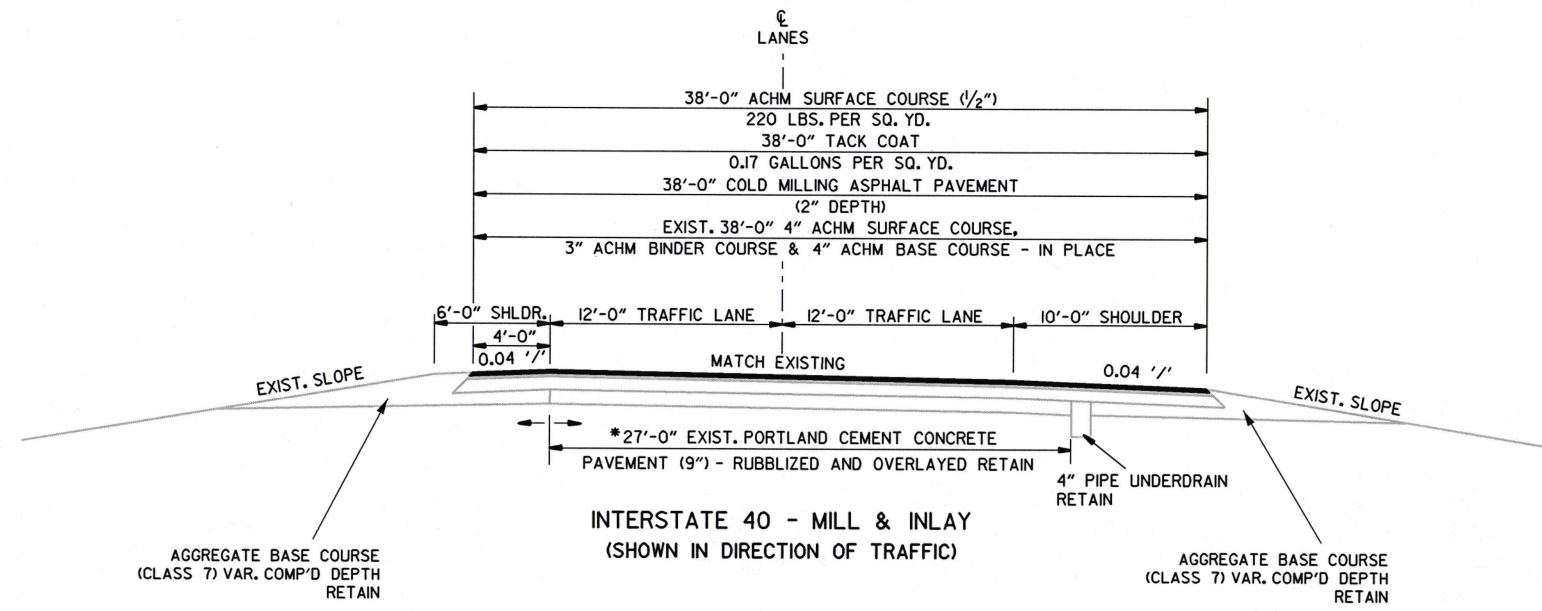 ℄
LANES
38'-0" ACHM SURFACE COURSE (1/2")
220 LBS. PER SQ. YD.
38'-0" TACK COAT
0.17 GALLONS PER SQ. YD.
38'-0" COLD MILLING ASPHALT PAVEMENT
(2" DEPTH)
EXIST. 38'-0" 4" ACHM SURFACE COURSE,
3" ACHM BINDER COURSE & 4" ACHM BASE COURSE - IN PLACE
6'-0" SHLDR.
12'-0" TRAFFIC LANE
12'-0" TRAFFIC LANE
10'-0" SHOULDER
4'-0"
0.04 '/'
MATCH EXISTING
0.04 '/'
EXIST. SLOPE
EXIST. SLOPE
*27'-0" EXIST. PORTLAND CEMENT CONCRETE
PAVEMENT (9") - RUBBLIZED AND OVERLAYED RETAIN
4" PIPE UNDERDRAIN
RETAIN
INTERSTATE 40 - MILL & INLAY
(SHOWN IN DIRECTION OF TRAFFIC)
AGGREGATE BASE COURSE
(CLASS 7) VAR. COMP'D DEPTH
RETAIN
AGGREGATE BASE COURSE
(CLASS 7) VAR. COMP'D DEPTH
RETAIN